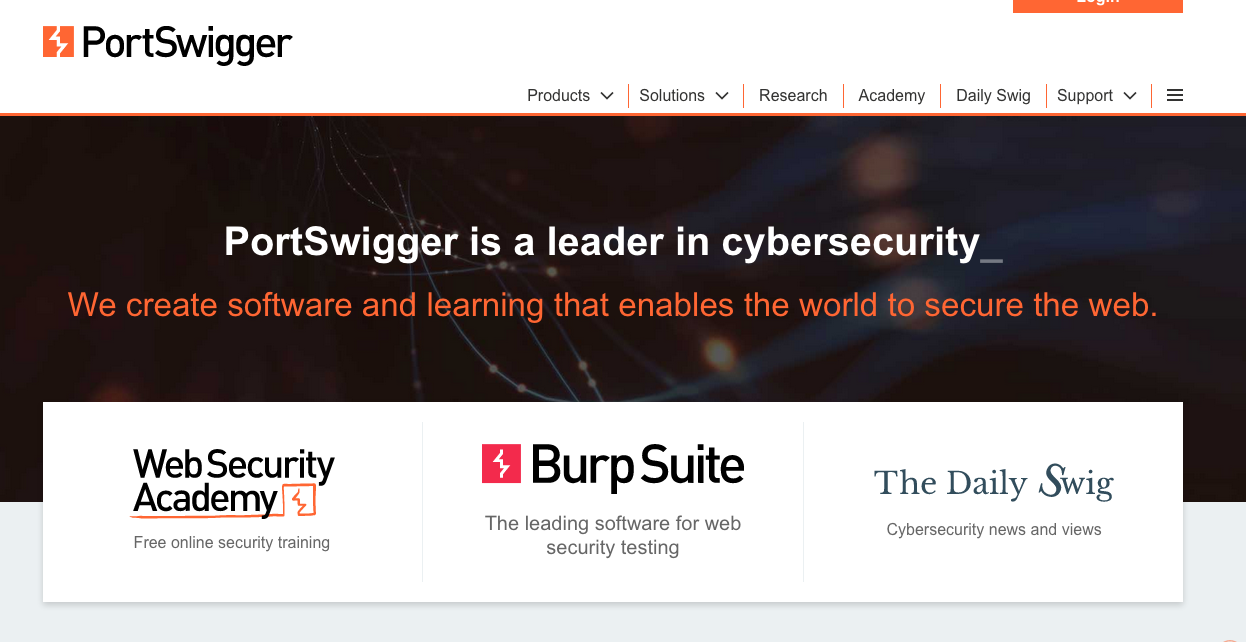 Login
PortSwigger
Products
Solutions
Research
Academy
Daily Swig
Support
PortSwigger is a leader in cybersecurity_
We create software and learning that enables the world to secure the web.
Web Security
Academy
Free online security training
Burp Suite
The leading software for web
security testing
The Daily Swig
Cybersecurity news and views